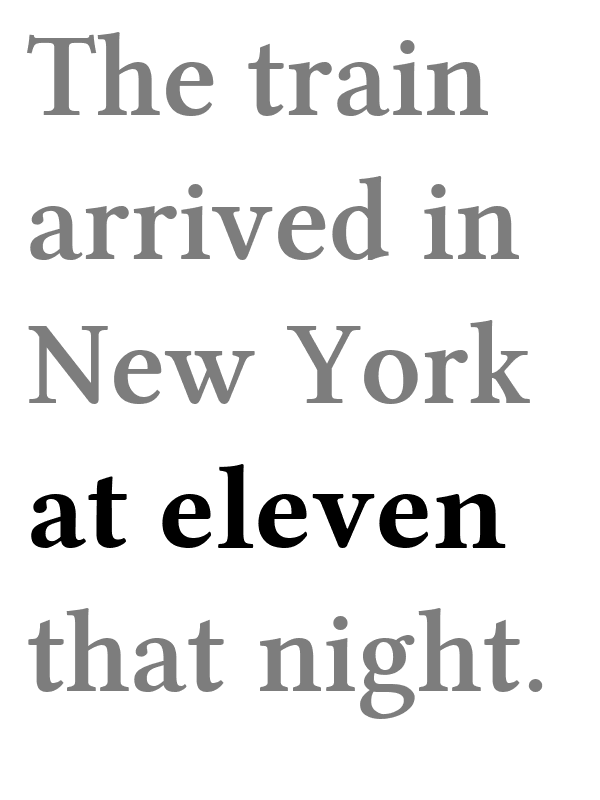 The train
arrived in
New York
at eleven
that night.